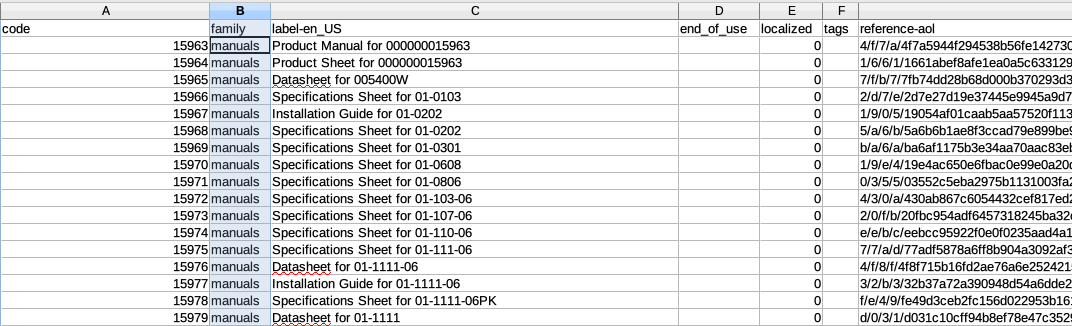 A B C D E F G
code family label-en_US end_of_use localized tags reference-aol
15963 manuals Product Manual for 000000015963 0 4/f/7/a/4f7a5944f294538b56fe142730
15964 manuals Product Sheet for 000000015963 0 1/6/6/1/1661abef8afe1ea0a5c633129
15965 manuals Datasheet for 005400W 0 7/f/b/7/7fb74dd28b68d000b370293d3
15966 manuals Specifications Sheet for 01-0103 0 2/d/7/e/2d7e27d19e37445e9945a9d7
15967 manuals Installation Guide for 01-0202 0 1/9/0/5/19054af01caab5aa57520f113
15968 manuals Specifications Sheet for 01-0202 0 5/a/6/b/5a6b6b1ae8f3ccad79e899be9
15969 manuals Specifications Sheet for 01-0301 0 b/a/6/a/ba6af1175b3e34aa70aac83eb
15970 manuals Specifications Sheet for 01-0608 0 1/9/e/4/19e4ac650e6fbac0e99e0a20
15971 manuals Specifications Sheet for 01-0806 0 0/3/5/5/03552c5eba2975b1131003fa2
15972 manuals Specifications Sheet for 01-103-06 0 4/3/0/a/430ab867c6054432cef817ed2
15973 manuals Specifications Sheet for 01-107-06 0 2/0/f/b/20fbc954adf6457318245ba32
15974 manuals Specifications Sheet for 01-110-06 0 e/e/b/c/eebcc95922f0e0f0235aad4a1
15975 manuals Specifications Sheet for 01-111-06 0 7/7/a/d/77adf5878a6ff8b904a3092af3
15976 manuals Datasheet for 01-1111-06 0 4/f/8/f/4f8f715b16fd2ae76a6e252421
15977 manuals Installation Guide for 01-1111-06 0 3/2/b/3/32b37a72a390948d54a6dde2
15978 manuals Specifications Sheet for 01-1111-06PK 0 f/e/4/9/fe49d3ceb2fc156d022953b16
15979 manuals Datasheet for 01-1111 0 d/0/3/1/d031c10cff94b8ef78e47c352